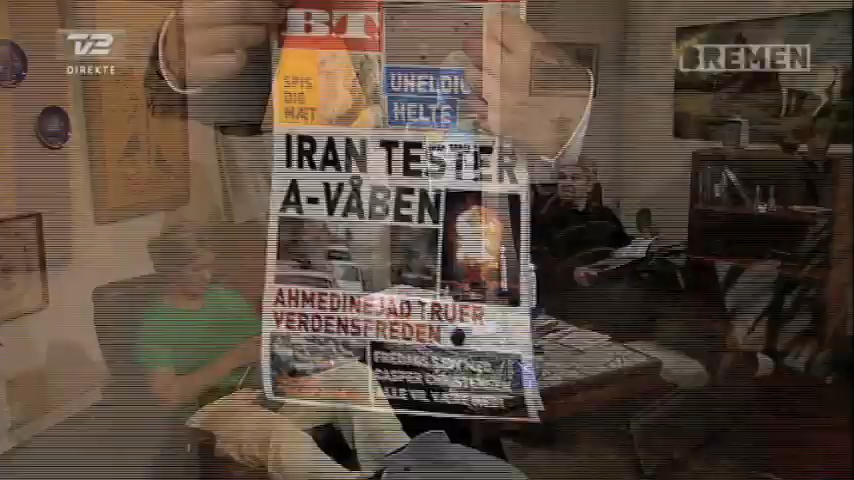 TV2
DIREKTE
BREMEN
BT
SPIS
DIG
MÆT
UNELDIG
HELTE
IRAN TESTER
A-VÅBEN
AHMEDINEJAD TRUER
VERDENSFREDEN